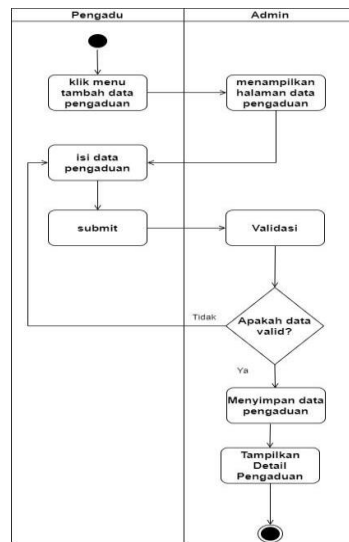 Pengadu
Admin
klik menu
tambah data
pengaduan
menampilkan
halaman data
pengaduan
isi data
pengaduan
submit
Validasi
Tidak
Apakah data
valid?
Ya
Menyimpan data
pengaduan
Tampilkan
Detail
Pengaduan